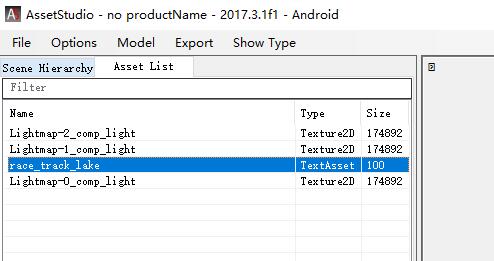 AssetStudio - no productName - 2017.3.1f1 - Android
File Options Model Export Show Type
Scene Hierarchy Asset List
Filter
Name Type Size
Lightmap-2_comp_light Texture2D 174892
Lightmap-1_comp_light Texture2D 174892
race_track_lake TextAsset 100
Lightmap-0_comp_light Texture2D 174892